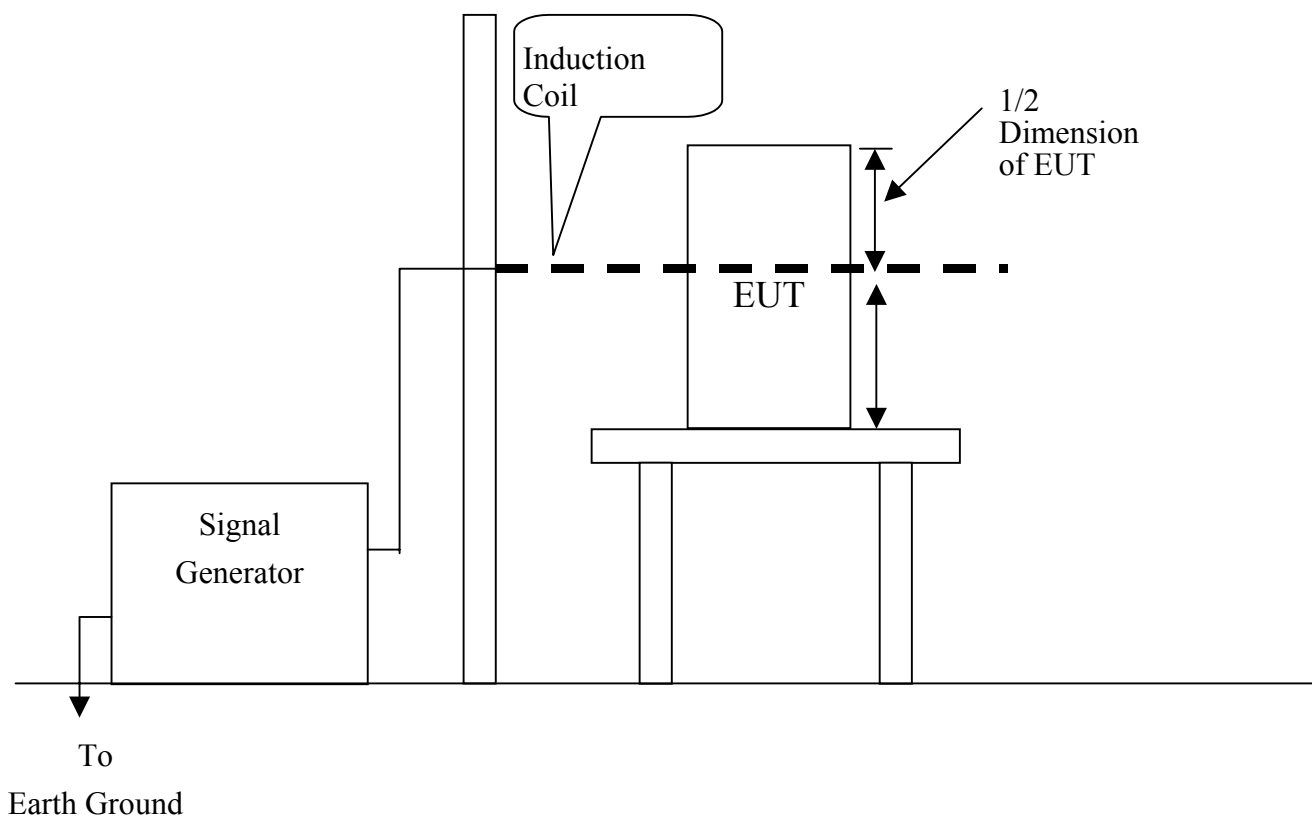 Induction
Coil
1/2
Dimension
of EUT
EUT
Signal
Generator
To
Earth Ground